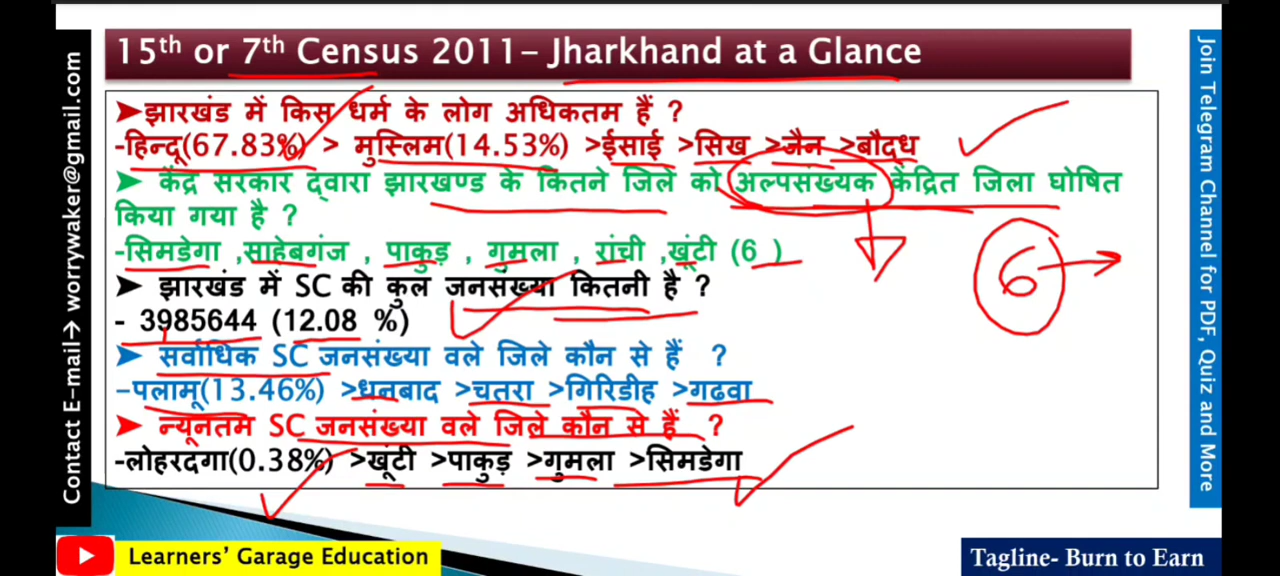 15th or 7th Census 2011- Jharkhand at a Glance
➤झारखंड में किस धर्म के लोग अधिकतम हैं ?
-हिन्दू(67.83%) > मुस्लिम(14.53%) >ईसाई >सिख >जैन >बौद्ध
➤ केंद्र सरकार द्वारा झारखण्ड के कितने जिले को अल्पसंख्यक केंद्रित जिला घोषित
किया गया है ?
-सिमडेगा ,साहेबगंज , पाकुड़ , गुमला , रांची ,खूंटी (6 )
6
➤ झारखंड में SC की कुल जनसंख्या कितनी है ?
- 3985644 (12.08 %)
➤ सर्वाधिक SC जनसंख्या वले जिले कौन से हैं ?
-पलामू(13.46%) >धनबाद >चतरा >गिरिडीह >गढवा
➤ न्यूनतम SC जनसंख्या वले जिले कौन से हैं ?
-लोहरदगा(0.38%) >खूंटी >पाकुड़ >गुमला >सिमडेगा
Contact E-mail→ worrywaker@gmail.com
Join Telegram Channel for PDF, Quiz and More
Learners' Garage Education
Tagline- Burn to Earn